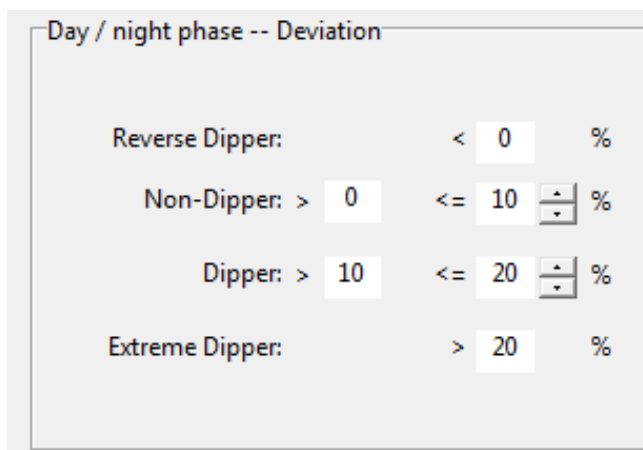 Day / night phase -- Deviation
Reverse Dipper: < 0 %
Non-Dipper: > 0 <= 10 %
Dipper: > 10 <= 20 %
Extreme Dipper: > 20 %